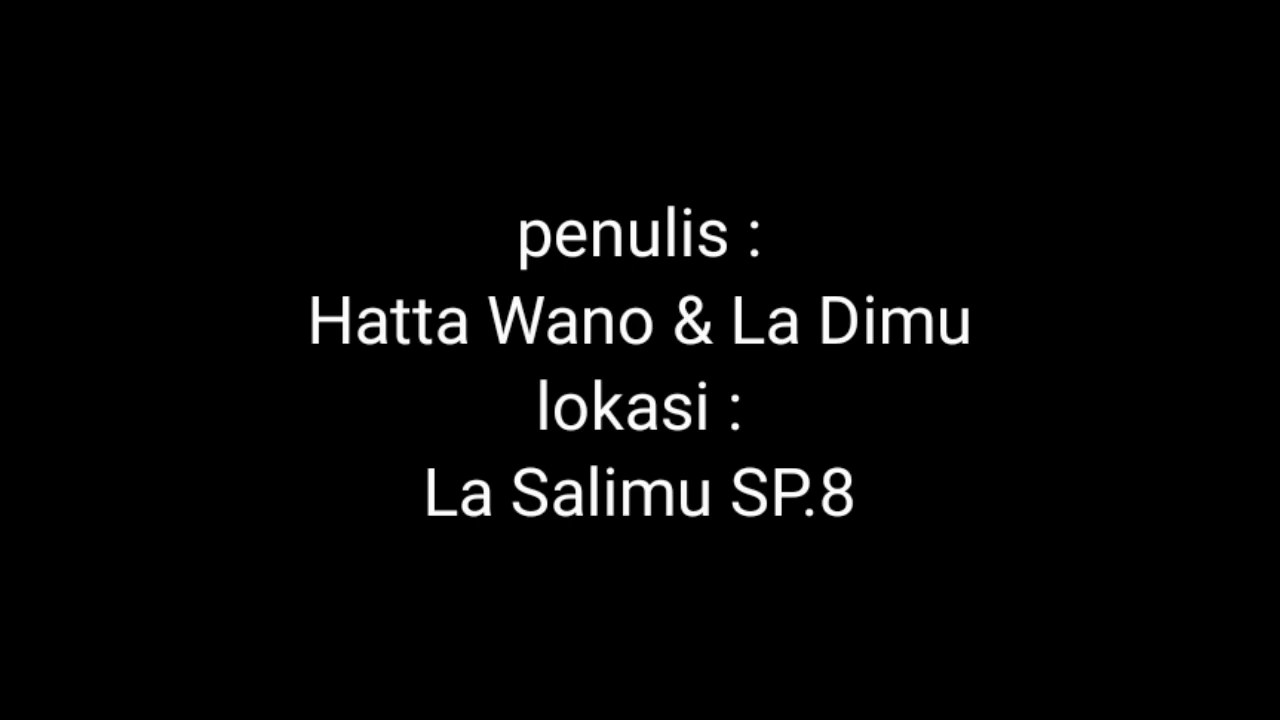 penulis :
Hatta Wano & La Dimu
lokasi :
La Salimu SP.8